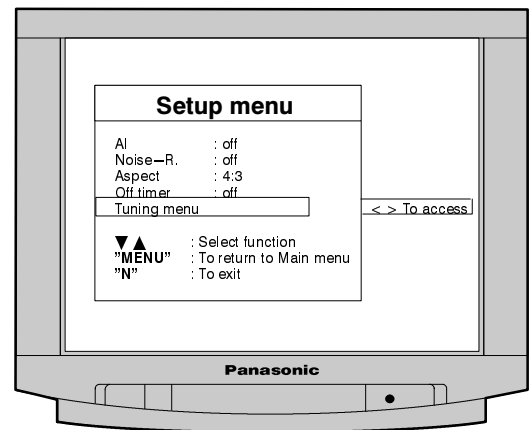 Setup menu
AI : off
Noise–R. : off
Aspect : 4:3
Off timer : off
Tuning menu
< > To access
▼ ▲ : Select function
”MENU” : To return to Main menu
”N” : To exit
Panasonic